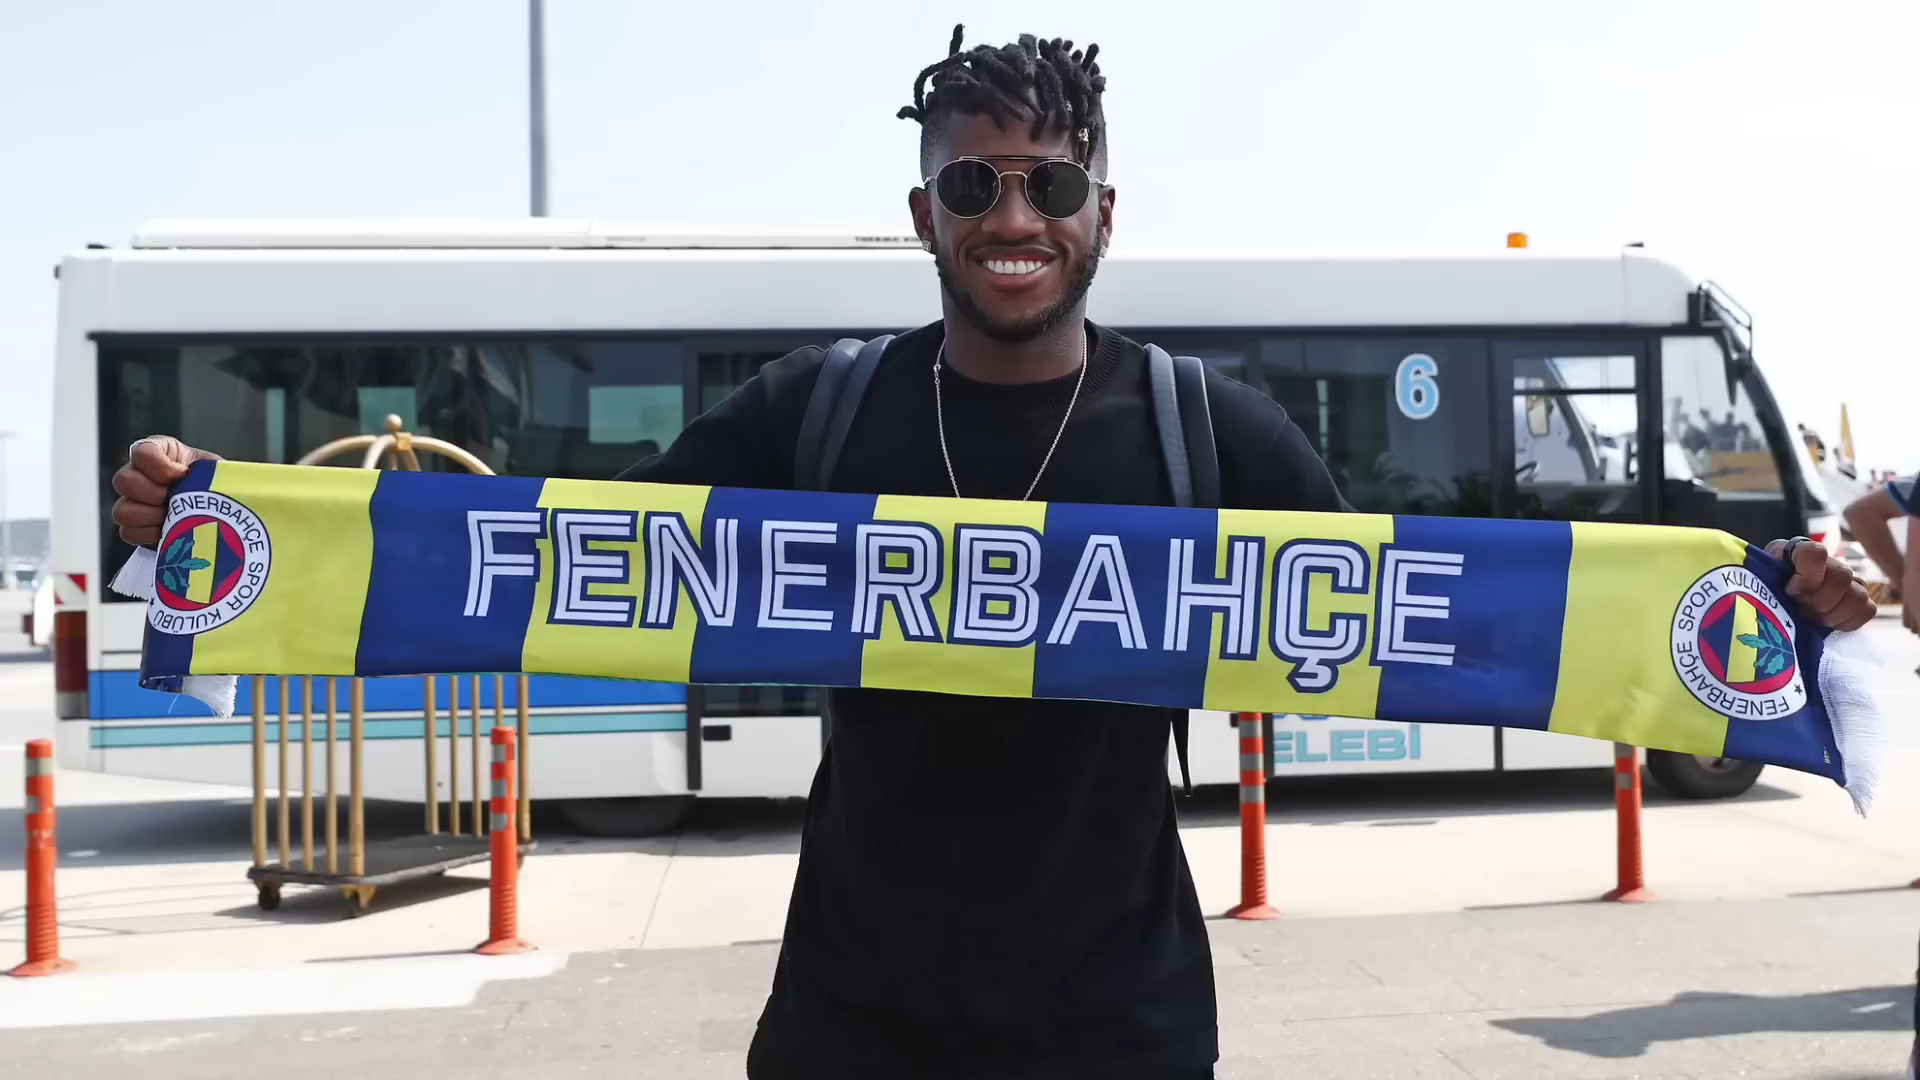 6
FENERBAHÇE SPOR KULÜBÜ
FENERBAHÇE
FENERBAHÇE SPOR KULÜBÜ
ELEBİ